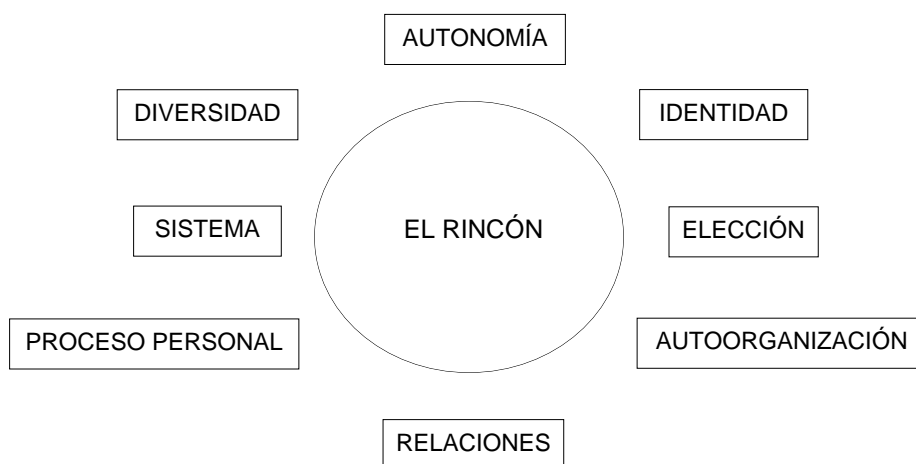 AUTONOMÍA
DIVERSIDAD
IDENTIDAD
SISTEMA
EL RINCÓN
ELECCIÓN
PROCESO PERSONAL
AUTOORGANIZACIÓN
RELACIONES